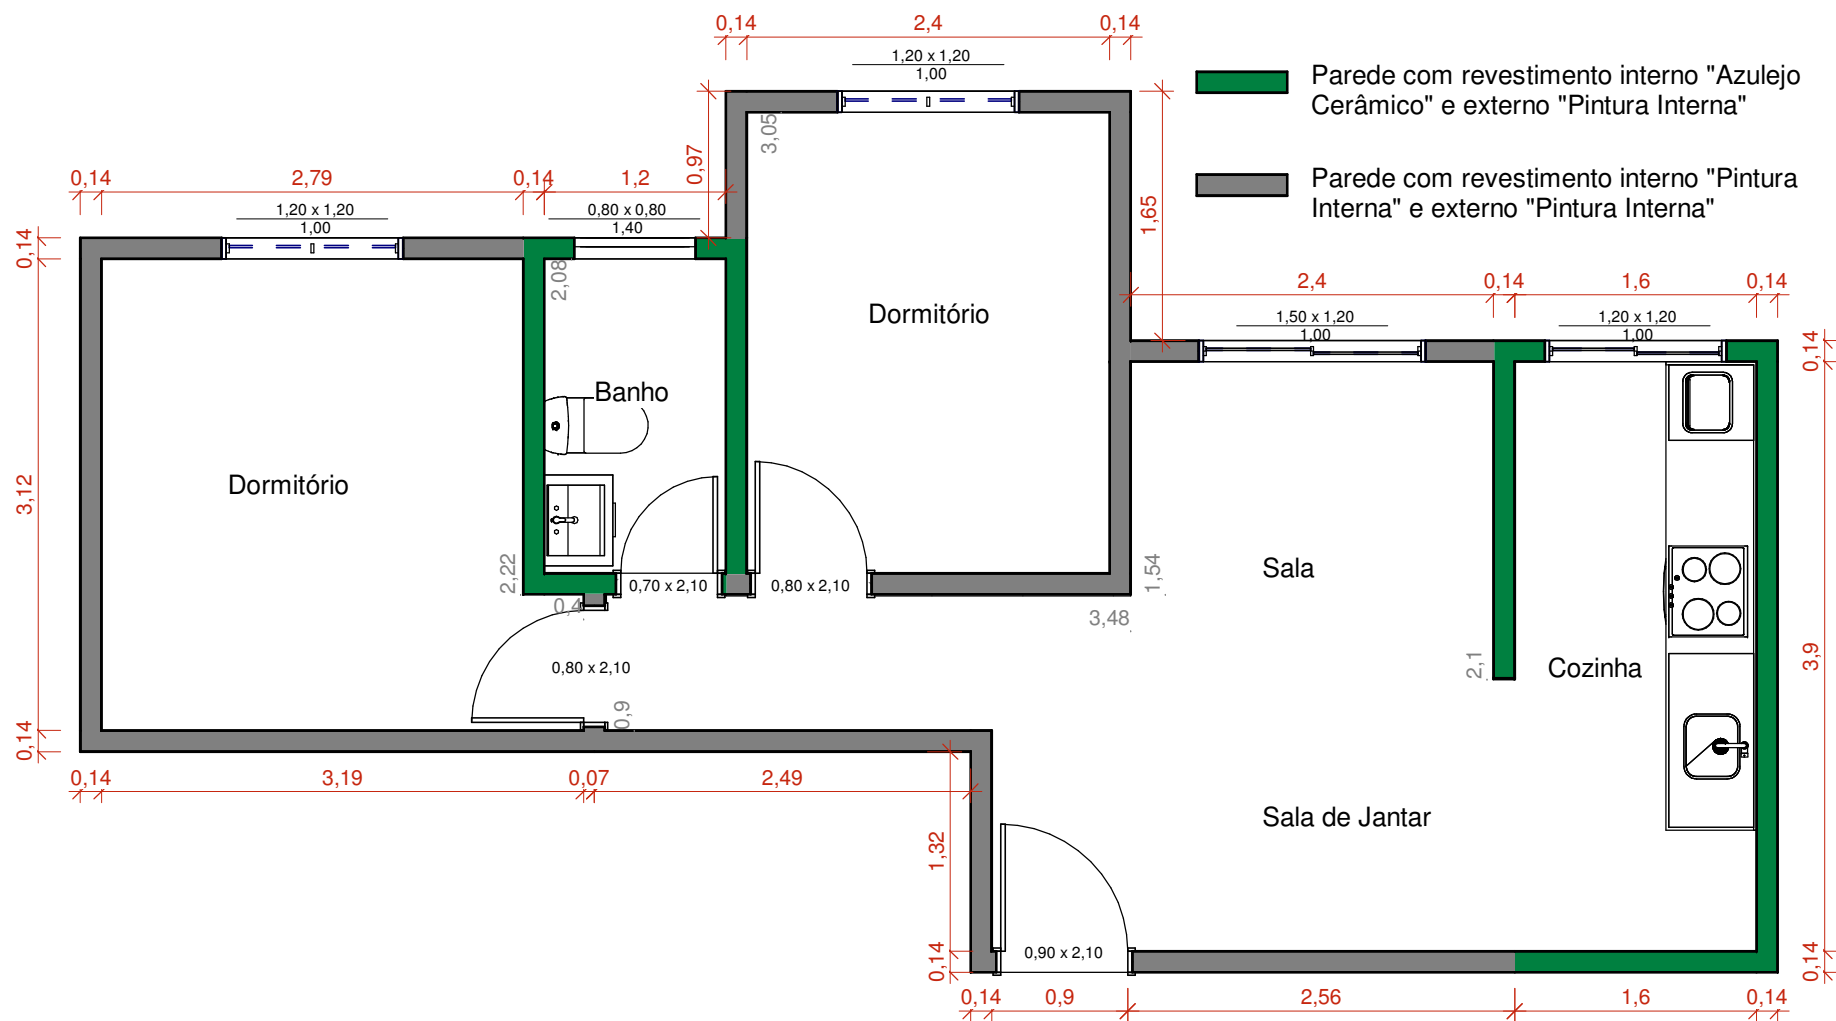 0,14 2,4 0,14
1,20 x 1,20
1,00
Parede com revestimento interno "Azulejo
Cerâmico" e externo "Pintura Interna"
Parede com revestimento interno "Pintura
Interna" e externo "Pintura Interna"
3,05
0,97
1,65
0,14 2,79 0,14 1,2
1,20 x 1,20
1,00
0,80 x 0,80
1,40
0,14
2,08
2,4 0,14 1,6 0,14
1,50 x 1,20
1,00
1,20 x 1,20
1,00
0,14
Dormitório
Banho
Dormitório
3,12
2,22
0,4
0,70 x 2,10
0,80 x 2,10
1,54
3,48
Sala
2,1
Cozinha
3,9
0,80 x 2,10
0,9
0,14
0,14 3,19 0,07 2,49
1,32
Sala de Jantar
0,90 x 2,10
0,14
0,14
0,14 0,9 2,56 1,6 0,14